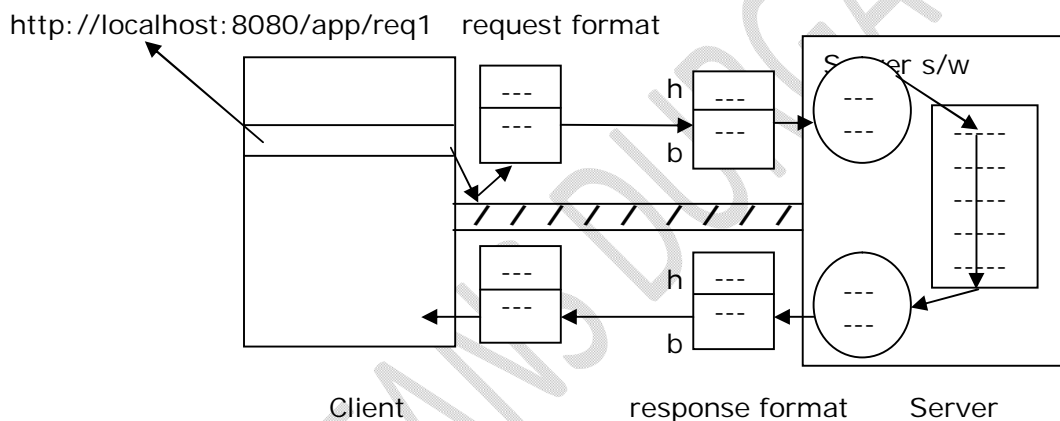 http://localhost:8080/app/req1 request format
Server s/w
---
---
h
---
b
---
---
---
-----
-----
-----
-----
-----
---
---
h
---
b
---
---
---
Client response format Server